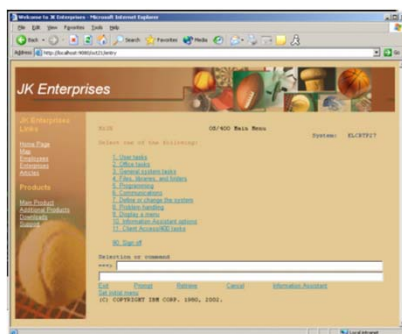 Welcome to JK Enterprises - Microsoft Internet Explorer
File Edit View Favorites Tools Help
Back Search Favorites Media
Address http://localhost:9080/ Go
JK Enterprises
JK Enterprises
Links
Home Page
Map
Employees
Enterprises
Articles
Products
Main Product
Additional Products
Downloads
Support
MAIN OS/400 Main Menu
System:
Select one of the following:
1. User tasks
2. Office tasks
3. General system tasks
4. Files, libraries, and folders
5. Programming
6. Communications
7. Define or change the system
8. Problem handling
9. Display a menu
10. Information Assistant options
11. Client Access/400 tasks
90. Sign off
Selection or command
===>
Exit Prompt Retrieve Cancel Information Assistant
Set initial menu
(C) COPYRIGHT IBM CORP. 1980, 2002.
Local intranet